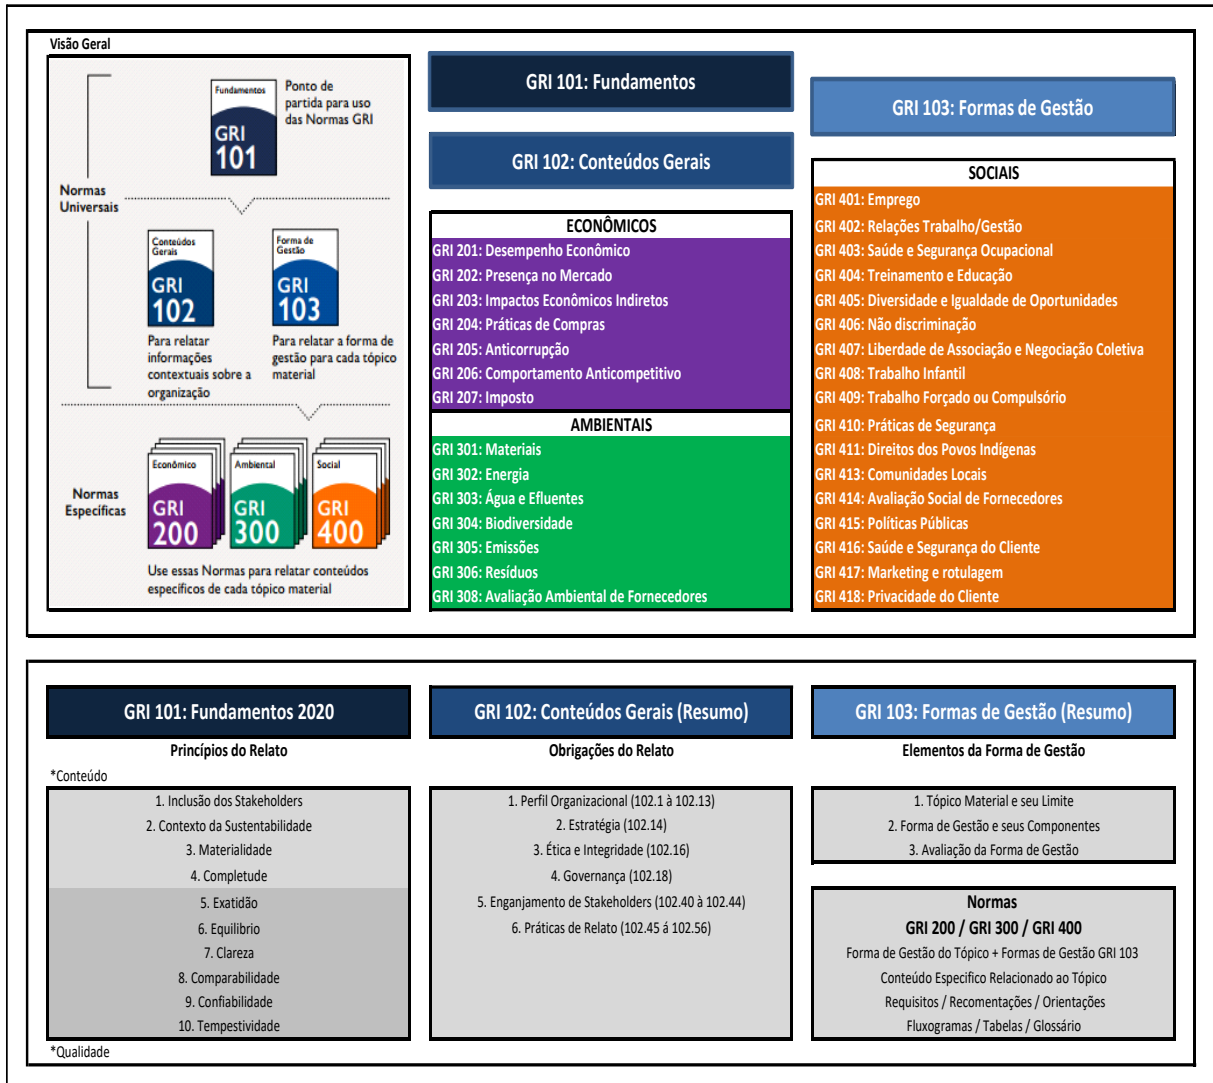 Visão Geral
Fundamentos
GRI
101
Ponto de
partida para uso
das Normas GRI
Normas
Universais
Conteúdos
Gerais
GRI
102
Forma de
Gestão
GRI
103
Para relatar
informações
contextuais sobre a
organização
Para relatar a forma de
gestão para cada tópico
material
Normas
Específicas
Econômico
GRI
200
Ambiental
GRI
300
Social
GRI
400
Use essas Normas para relatar conteúdos
específicos de cada tópico material
GRI 101: Fundamentos
GRI 102: Conteúdos Gerais
ECONÔMICOS
GRI 201: Desempenho Econômico
GRI 202: Presença no Mercado
GRI 203: Impactos Econômicos Indiretos
GRI 204: Práticas de Compras
GRI 205: Anticorrupção
GRI 206: Comportamento Anticompetitivo
GRI 207: Imposto
AMBIENTAIS
GRI 301: Materiais
GRI 302: Energia
GRI 303: Água e Efluentes
GRI 304: Biodiversidade
GRI 305: Emissões
GRI 306: Resíduos
GRI 308: Avaliação Ambiental de Fornecedores
GRI 103: Formas de Gestão
SOCIAIS
GRI 401: Emprego
GRI 402: Relações Trabalho/Gestão
GRI 403: Saúde e Segurança Ocupacional
GRI 404: Treinamento e Educação
GRI 405: Diversidade e Igualdade de Oportunidades
GRI 406: Não discriminação
GRI 407: Liberdade de Associação e Negociação Coletiva
GRI 408: Trabalho Infantil
GRI 409: Trabalho Forçado ou Compulsório
GRI 410: Práticas de Segurança
GRI 411: Direitos dos Povos Indígenas
GRI 413: Comunidades Locais
GRI 414: Avaliação Social de Fornecedores
GRI 415: Políticas Públicas
GRI 416: Saúde e Segurança do Cliente
GRI 417: Marketing e rotulagem
GRI 418: Privacidade do Cliente
GRI 101: Fundamentos 2020
Princípios do Relato
*Conteúdo
1. Inclusão dos Stakeholders
2. Contexto da Sustentabilidade
3. Materialidade
4. Completude
5. Exatidão
6. Equilibrio
7. Clareza
8. Comparabilidade
9. Confiabilidade
10. Tempestividade
*Qualidade
GRI 102: Conteúdos Gerais (Resumo)
Obrigações do Relato
1. Perfil Organizacional (102.1 à 102.13)
2. Estratégia (102.14)
3. Ética e Integridade (102.16)
4. Governança (102.18)
5. Enganjamento de Stakeholders (102.40 à 102.44)
6. Práticas de Relato (102.45 á 102.56)
GRI 103: Formas de Gestão (Resumo)
Elementos da Forma de Gestão
1. Tópico Material e seu Limite
2. Forma de Gestão e seus Componentes
3. Avaliação da Forma de Gestão
Normas
GRI 200 / GRI 300 / GRI 400
Forma de Gestão do Tópico + Formas de Gestão GRI 103
Conteúdo Especifico Relacionado ao Tópico
Requisitos / Recomentações / Orientações
Fluxogramas / Tabelas / Glossário